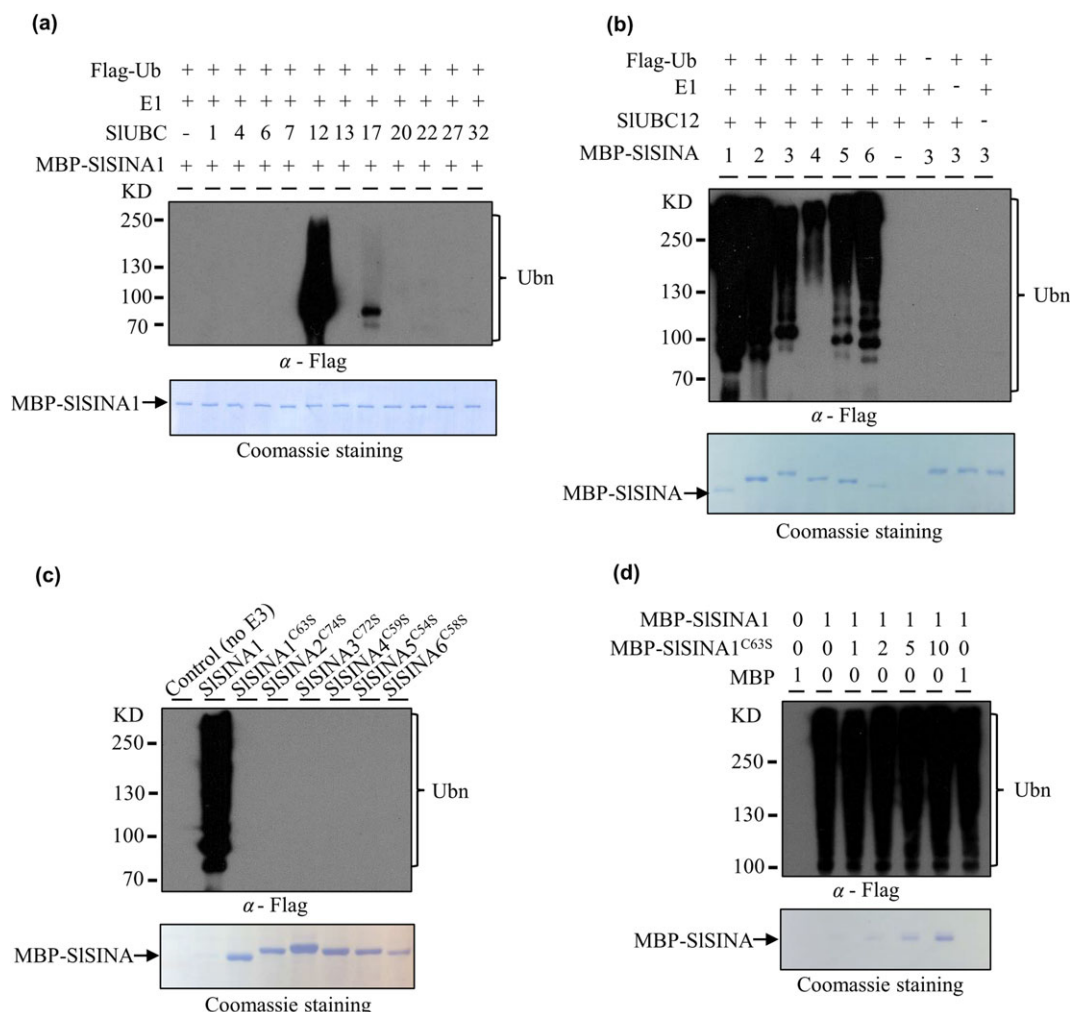 (a)
Flag-Ub + + + + + + + + + + + +
E1 + + + + + + + + + + + +
SlUBC - 1 4 6 7 12 13 17 20 22 27 32
MBP-SlSINA1 + + + + + + + + + + + +
KD
250
130
100
70
Ubn
α - Flag
MBP-SlSINA1
Coomassie staining
(b)
Flag-Ub + + + + + + + - + +
E1 + + + + + + + + - +
SlUBC12 + + + + + + + + + -
MBP-SlSINA 1 2 3 4 5 6 - 3 3 3
KD
250
130
100
70
Ubn
α - Flag
MBP-SlSINA
Coomassie staining
(c)
Control (no E3)
SlSINA1
SlSINA1C63S
SlSINA2C74S
SlSINA3C72S
SlSINA4C59S
SlSINA5C54S
SlSINA6C58S
KD
250
130
100
70
Ubn
α - Flag
MBP-SlSINA
Coomassie staining
(d)
MBP-SlSINA1 0 1 1 1 1 1 1
MBP-SlSINA1C63S 0 0 1 2 5 10 0
MBP 1 0 0 0 0 0 1
KD
250
130
100
Ubn
α - Flag
MBP-SlSINA
Coomassie staining